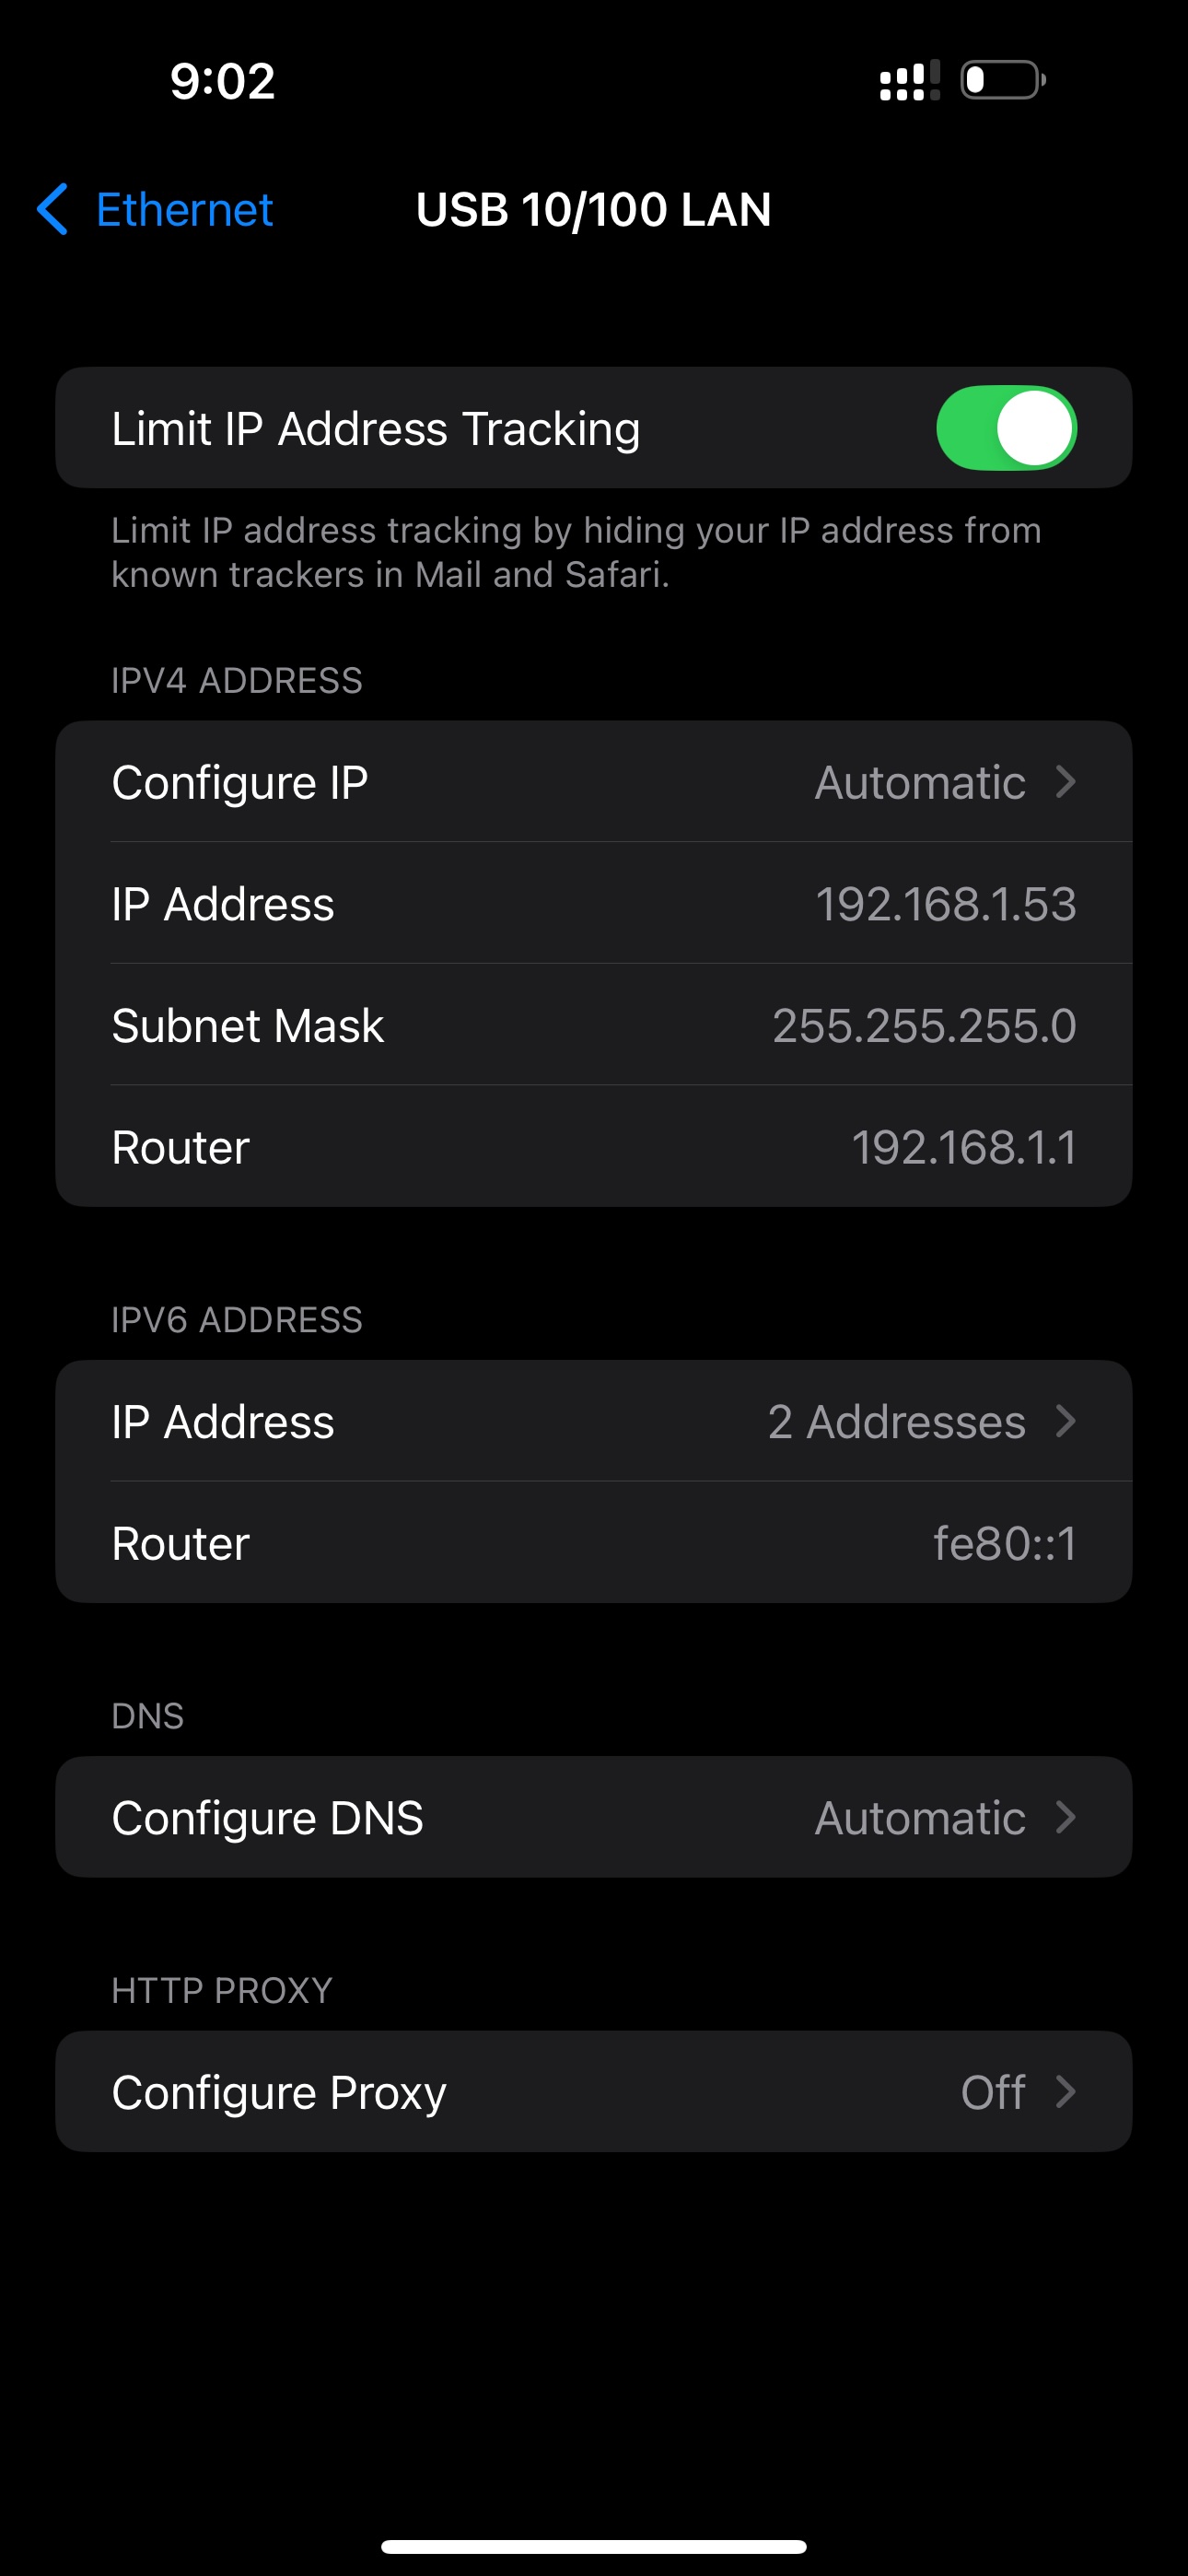 9:02
Ethernet
USB 10/100 LAN
Limit IP Address Tracking
Limit IP address tracking by hiding your IP address from
known trackers in Mail and Safari.
IPV4 ADDRESS
Configure IP Automatic
IP Address 192.168.1.53
Subnet Mask 255.255.255.0
Router 192.168.1.1
IPV6 ADDRESS
IP Address 2 Addresses
Router fe80::1
DNS
Configure DNS Automatic
HTTP PROXY
Configure Proxy Off